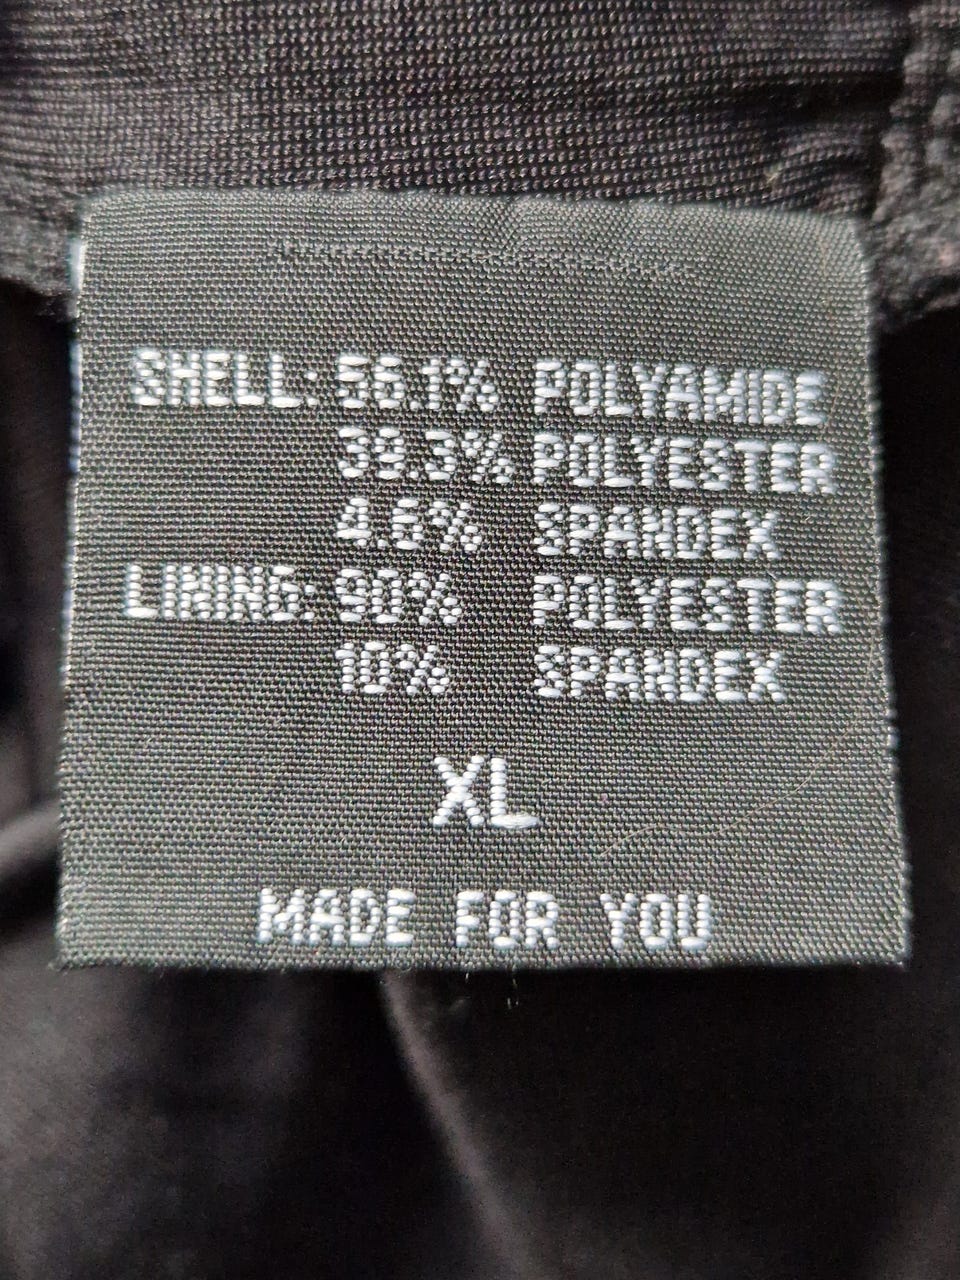 SHELL: 56.1% POLYAMIDE
39.3% POLYESTER
4.6% SPANDEX
LINING: 90% POLYESTER
10% SPANDEX
XL
MADE FOR YOU